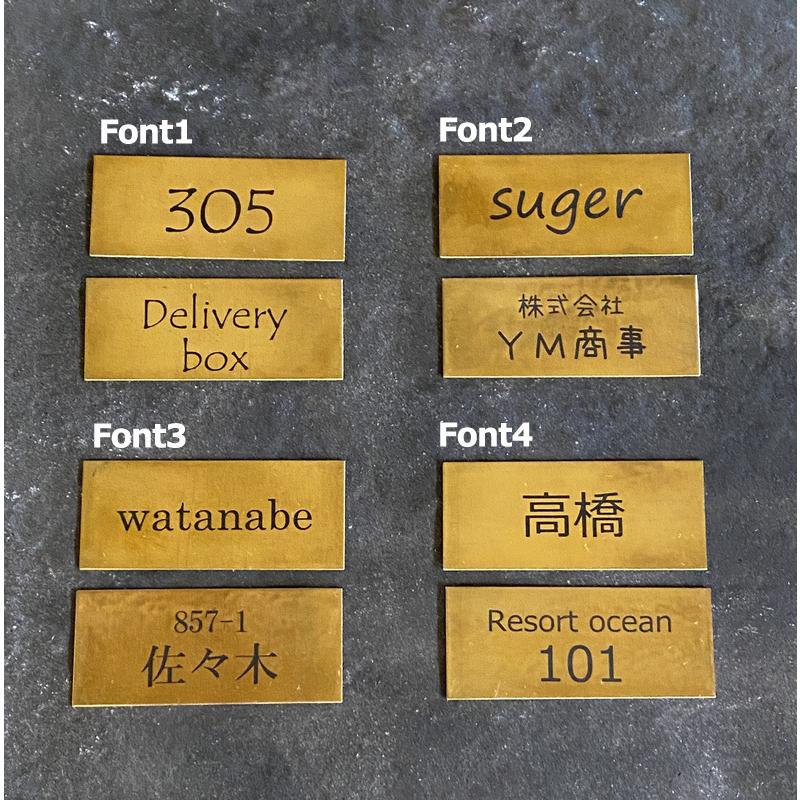 Font1
305
Delivery
box
Font2
suger
株式会社
YM商事
Font3
watanabe
857-1
佐々木
Font4
高橋
Resort ocean
101